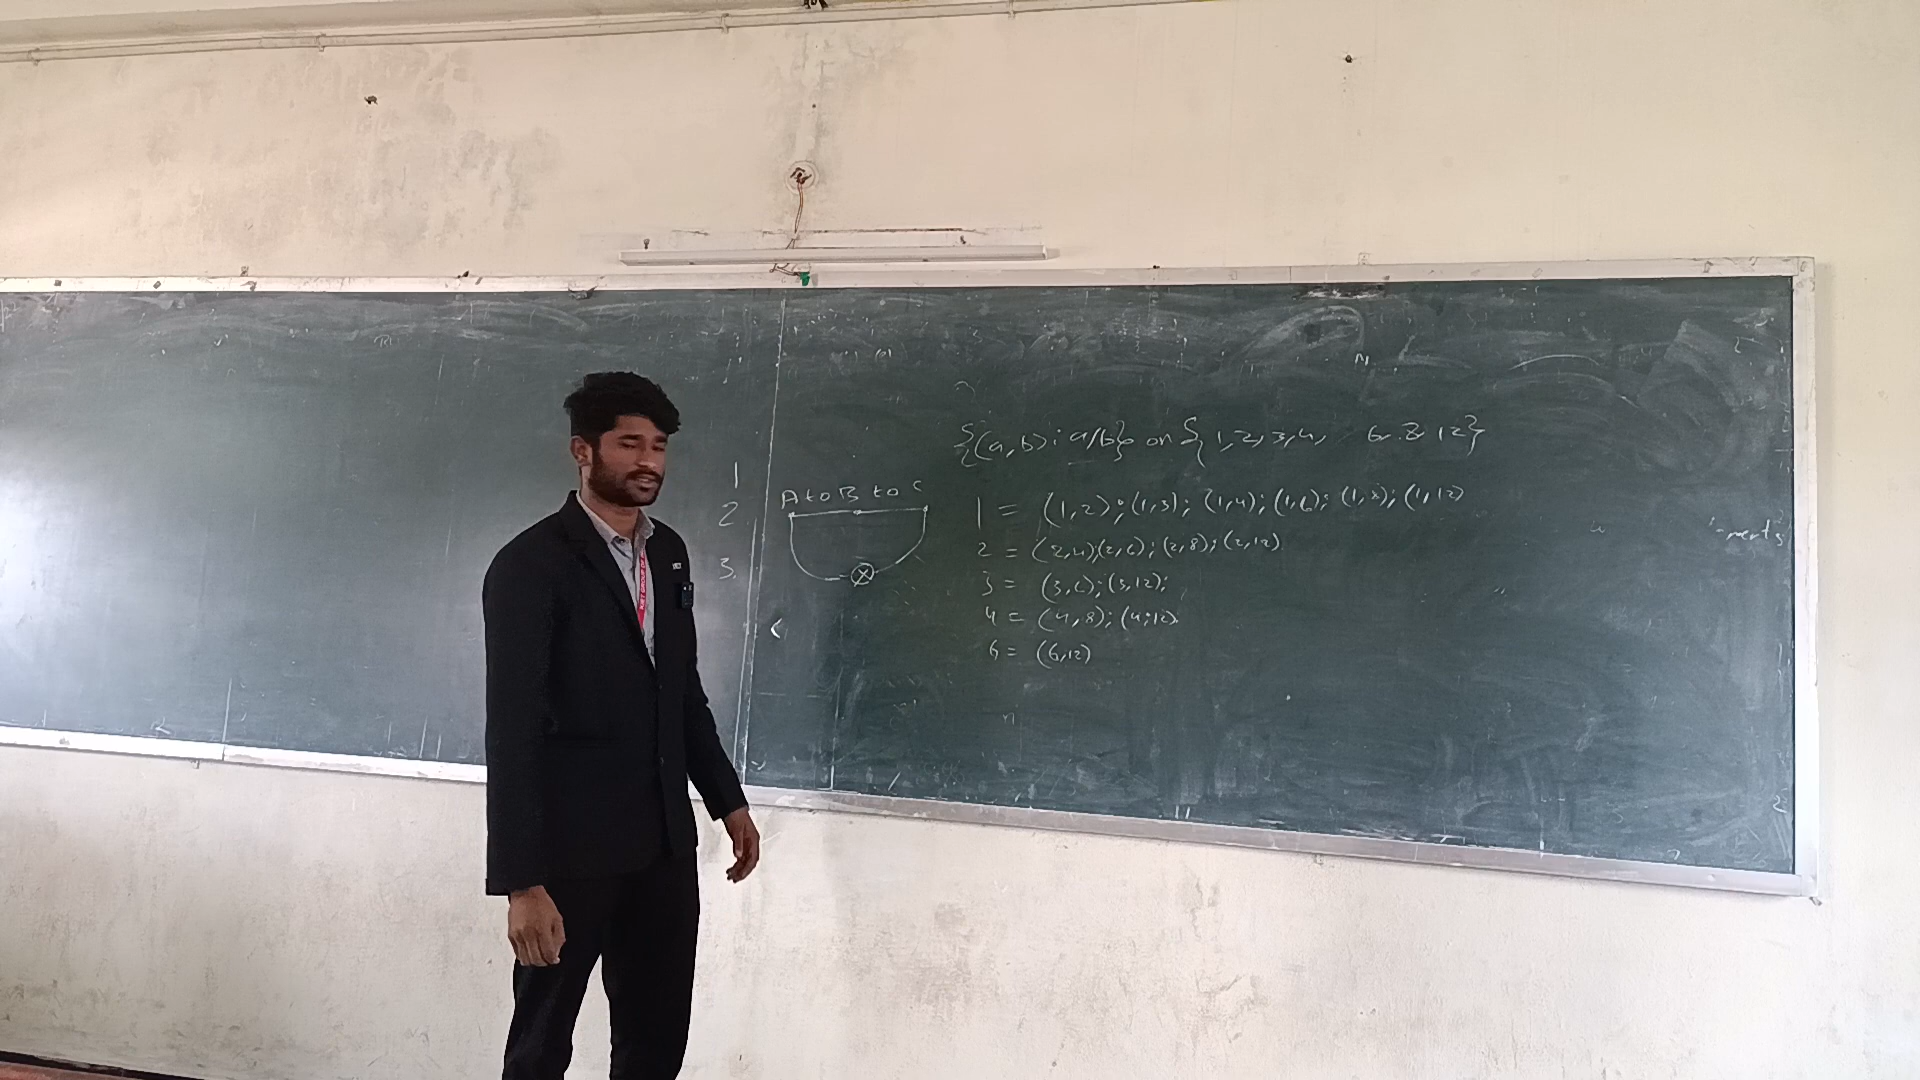 {(a,b): a/b} on {1,2,3,4, 6.8 12}
1
2
3.
A to B to C
1 = (1,2);(1,3); (1,4); (1,6); (1,8); (1,12)
2 = (2,4);(2,6); (2,8); (2,12)
3 = (3,6); (3,12);
4 = (4,8); (4,12)
6 = (6,12)